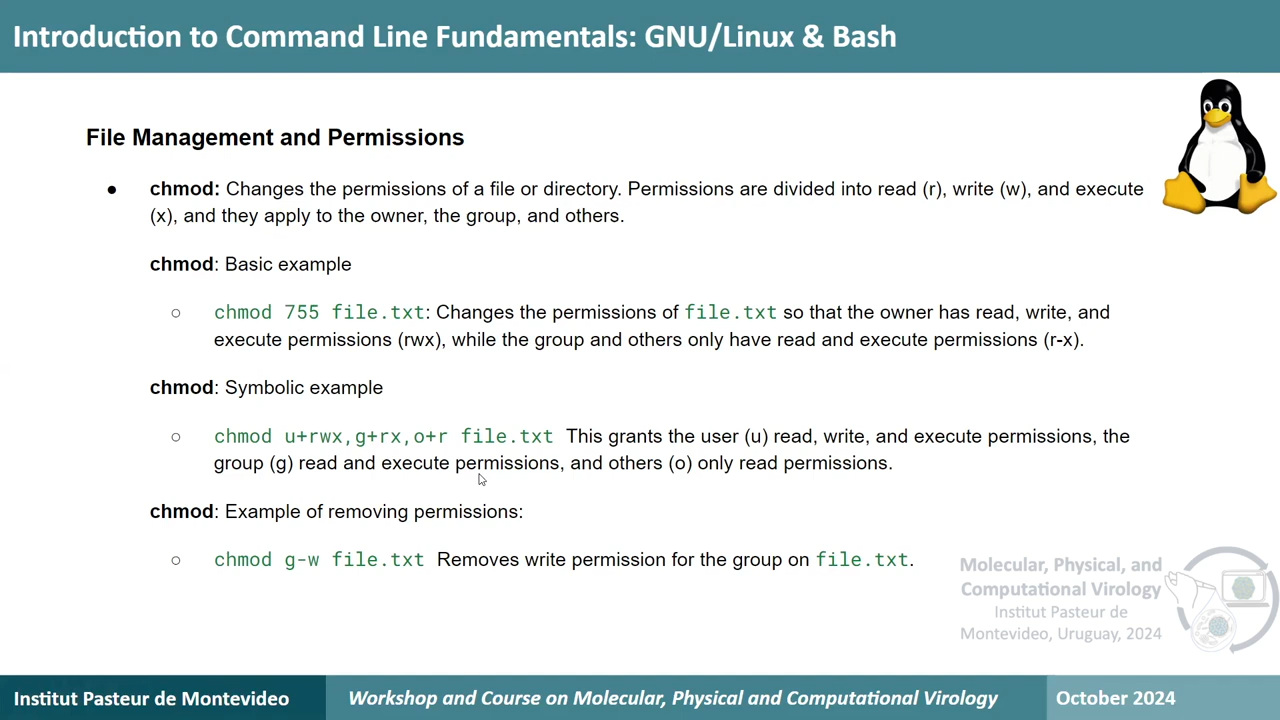 Introduction to Command Line Fundamentals: GNU/Linux & Bash
File Management and Permissions
● chmod: Changes the permissions of a file or directory. Permissions are divided into read (r), write (w), and execute
(x), and they apply to the owner, the group, and others.
chmod: Basic example
○ chmod 755 file.txt: Changes the permissions of file.txt so that the owner has read, write, and
execute permissions (rwx), while the group and others only have read and execute permissions (r-x).
chmod: Symbolic example
○ chmod u+rwx,g+rx,o+r file.txt This grants the user (u) read, write, and execute permissions, the
group (g) read and execute permissions, and others (o) only read permissions.
chmod: Example of removing permissions:
○ chmod g-w file.txt Removes write permission for the group on file.txt.
Molecular, Physical, and
Computational Virology
Institut Pasteur de
Montevideo, Uruguay, 2024
Institut Pasteur de Montevideo
Workshop and Course on Molecular, Physical and Computational Virology
October 2024